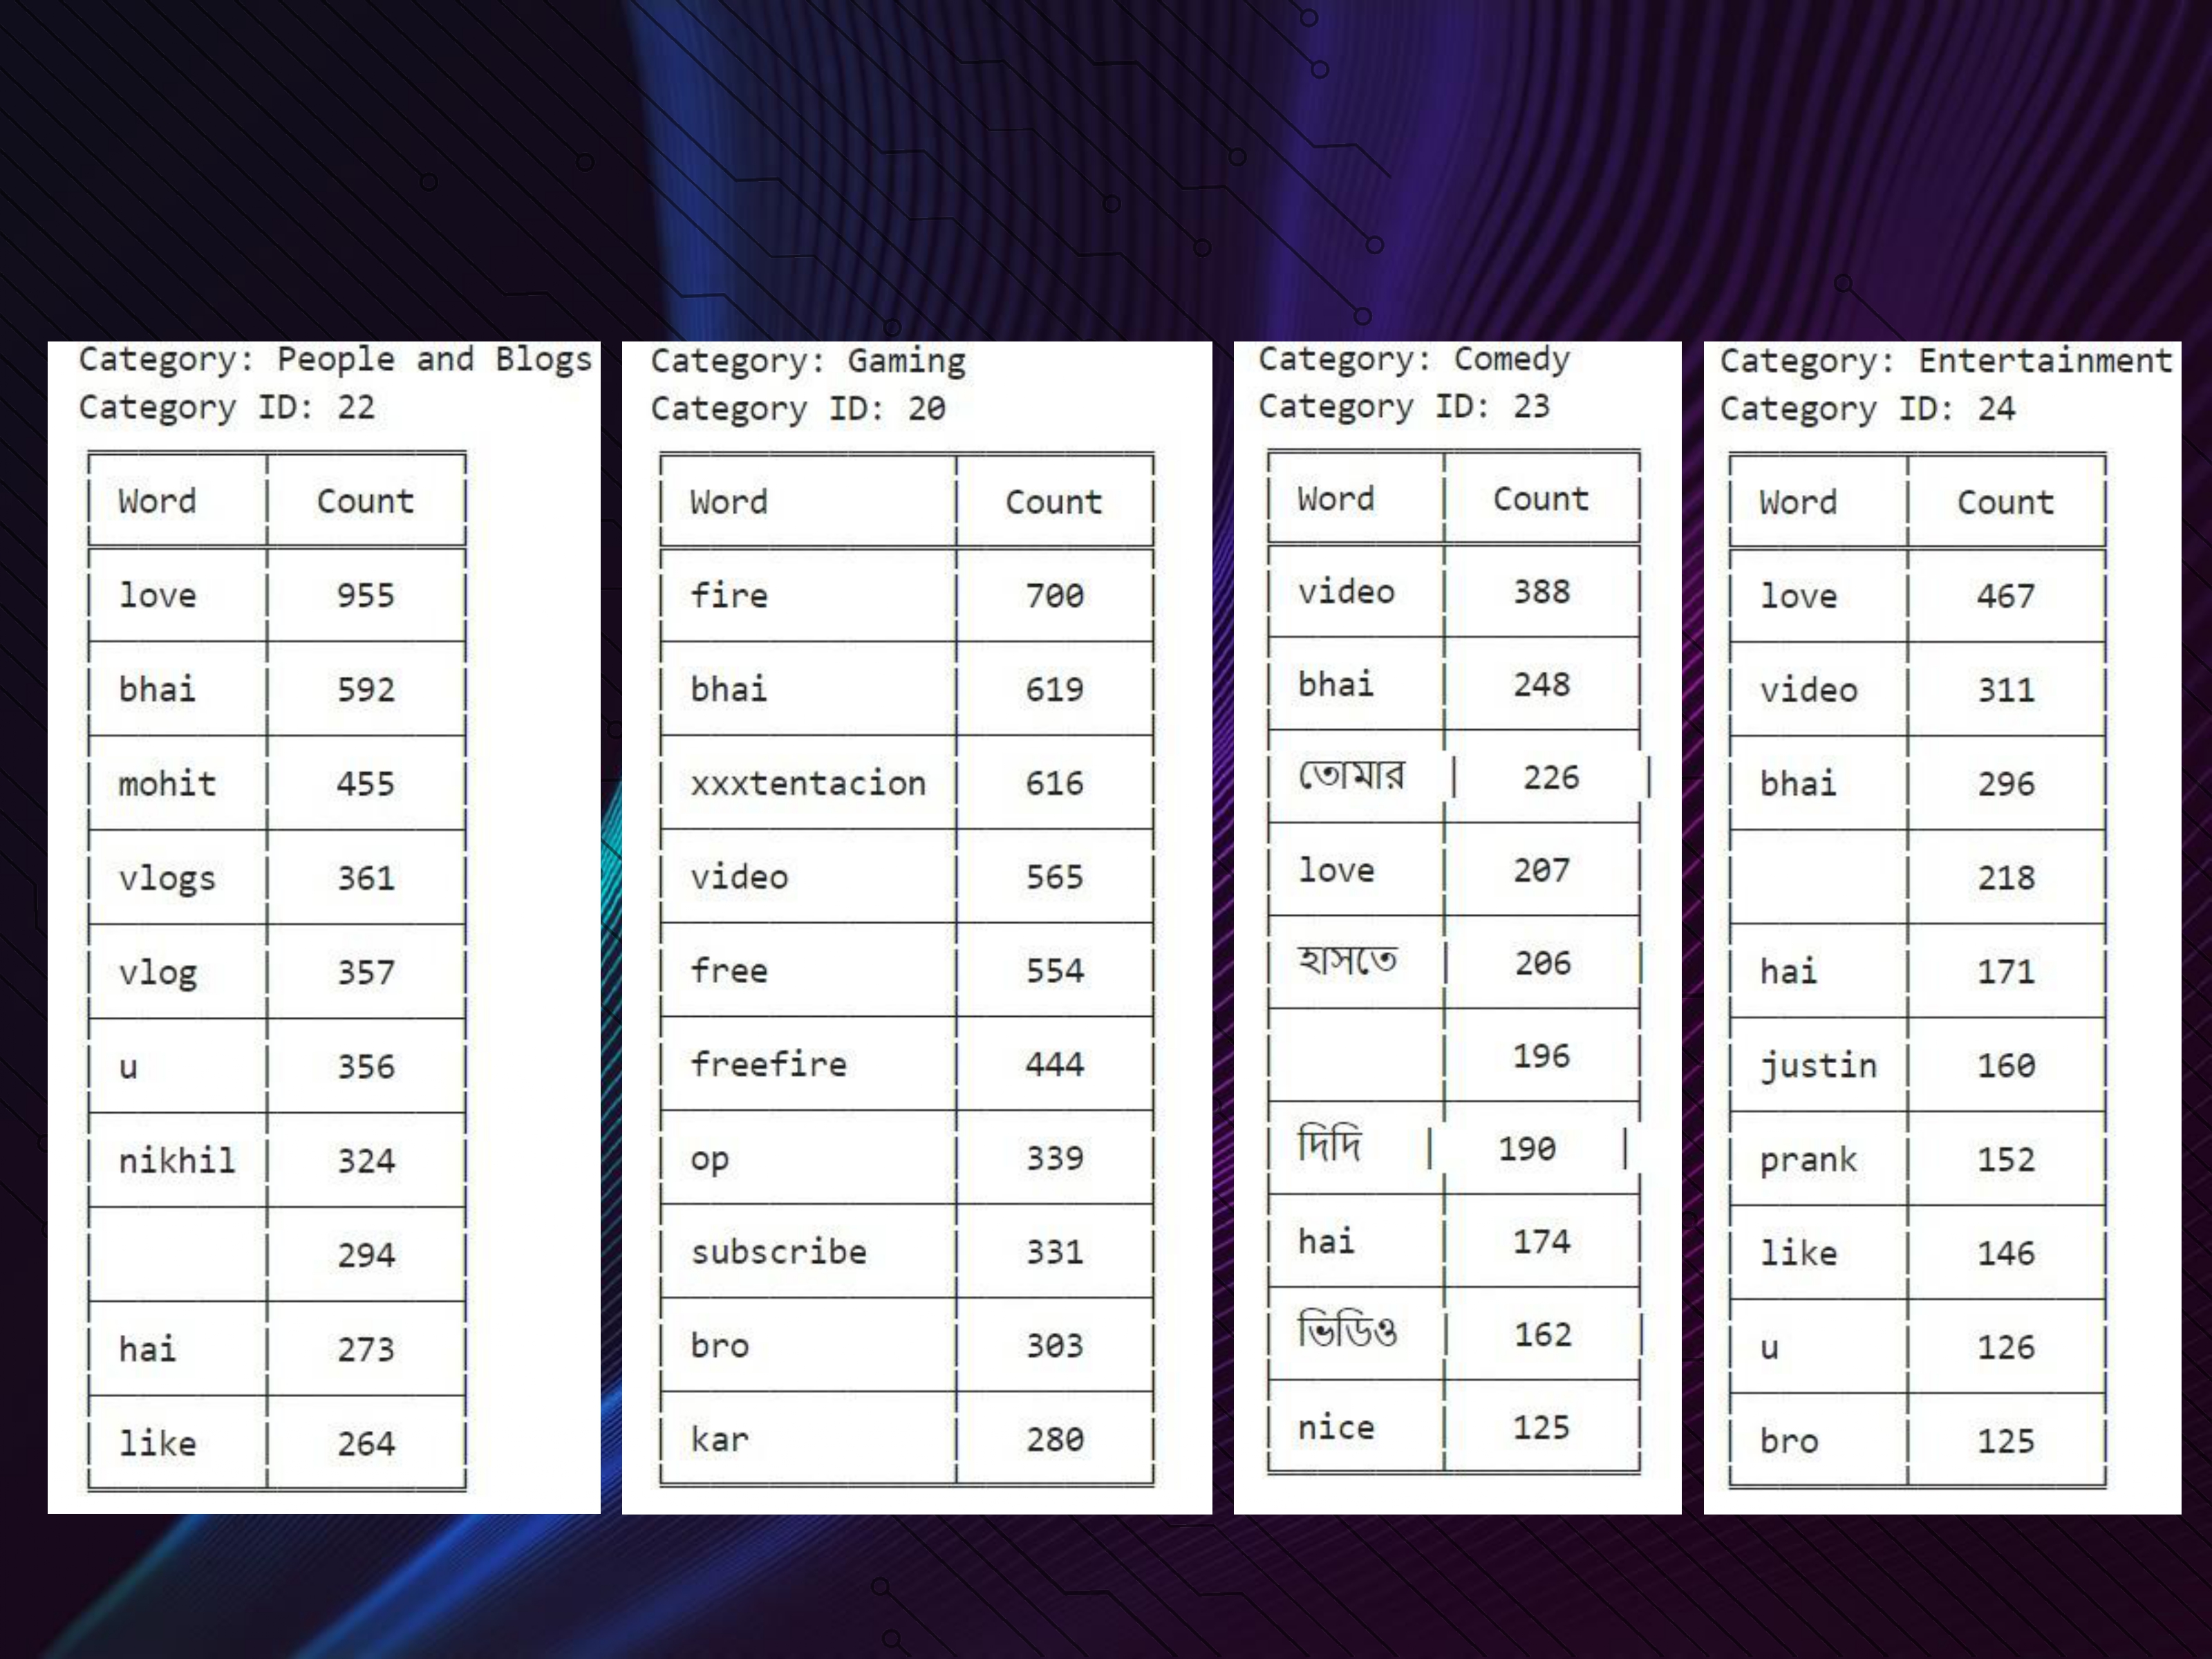 Category: People and Blogs
Category ID: 22
Word Count
love 955
bhai 592
mohit 455
vlogs 361
vlog 357
u 356
nikhil 324
294
hai 273
like 264
Category: Gaming
Category ID: 20
Word Count
fire 700
bhai 619
xxxtentacion 616
video 565
free 554
freefire 444
op 339
subscribe 331
bro 303
kar 280
Category: Comedy
Category ID: 23
Word Count
video 388
bhai 248
তোমার 226
love 207
হাসতে 206
196
দিদি 190
hai 174
ভিডিও 162
nice 125
Category: Entertainment
Category ID: 24
Word Count
love 467
video 311
bhai 296
218
hai 171
justin 160
prank 152
like 146
u 126
bro 125